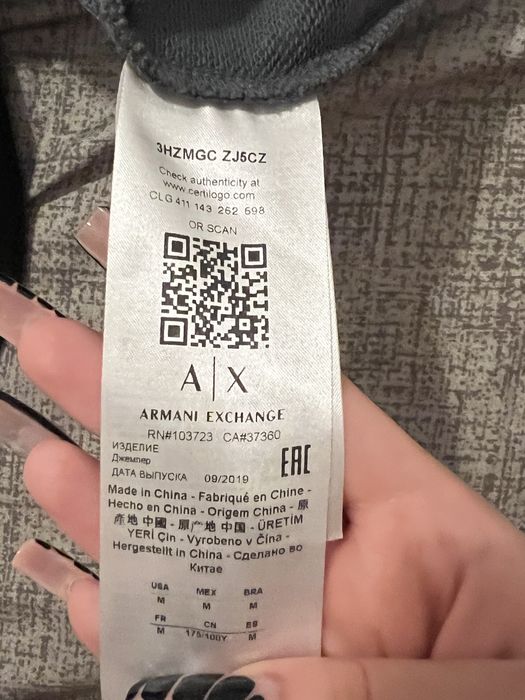 3HZMGC ZJ5CZ
Check authenticity at
www.certilogo.com
CLG 411 143 262 598
OR SCAN
A|X
ARMANI EXCHANGE
RN#103723 CA#37360
ИЗДЕЛИЕ
Джемпер
ДАТА ВЫПУСКА 09/2019
EAC
Made in China - Fabriqué en Chine -
Hecho en China - Origem China - 原
產地 中國 - 原产地 中国 - ÜRETİM
YERİ Çin - Vyrobeno v Čína -
Hergestellt in China - Сделано во
Китае
USA MEX BRA
M M M
FR CN ES
M 175/100Y M